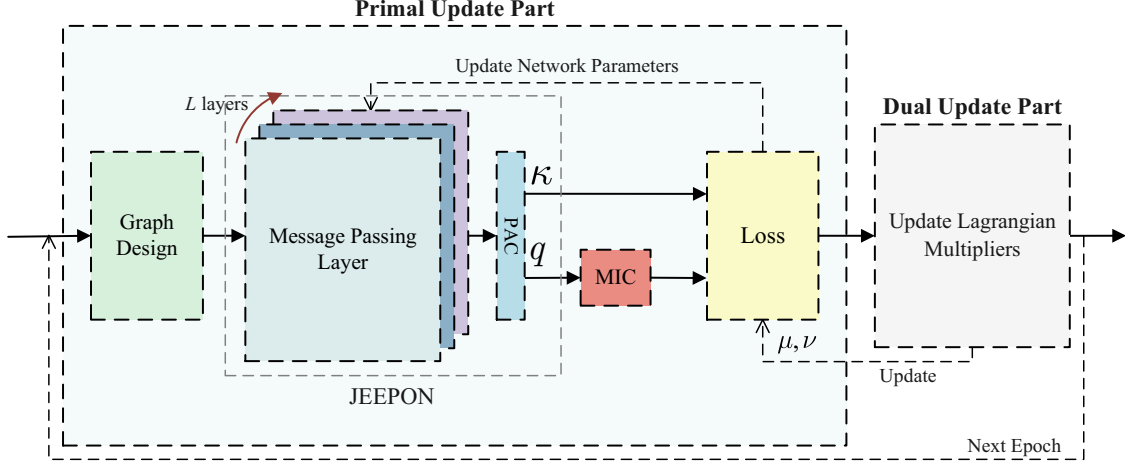 Primal Update Part
Update Network Parameters
L layers
Dual Update Part
Graph
Design
Message Passing
Layer
PAC
κ
q
MIC
Loss
Update Lagrangian
Multipliers
μ, ν
Update
JEEPON
Next Epoch